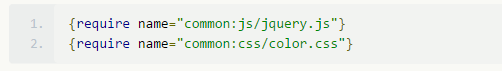 1. {require name="common:js/jquery.js"}
2. {require name="common:css/color.css"}